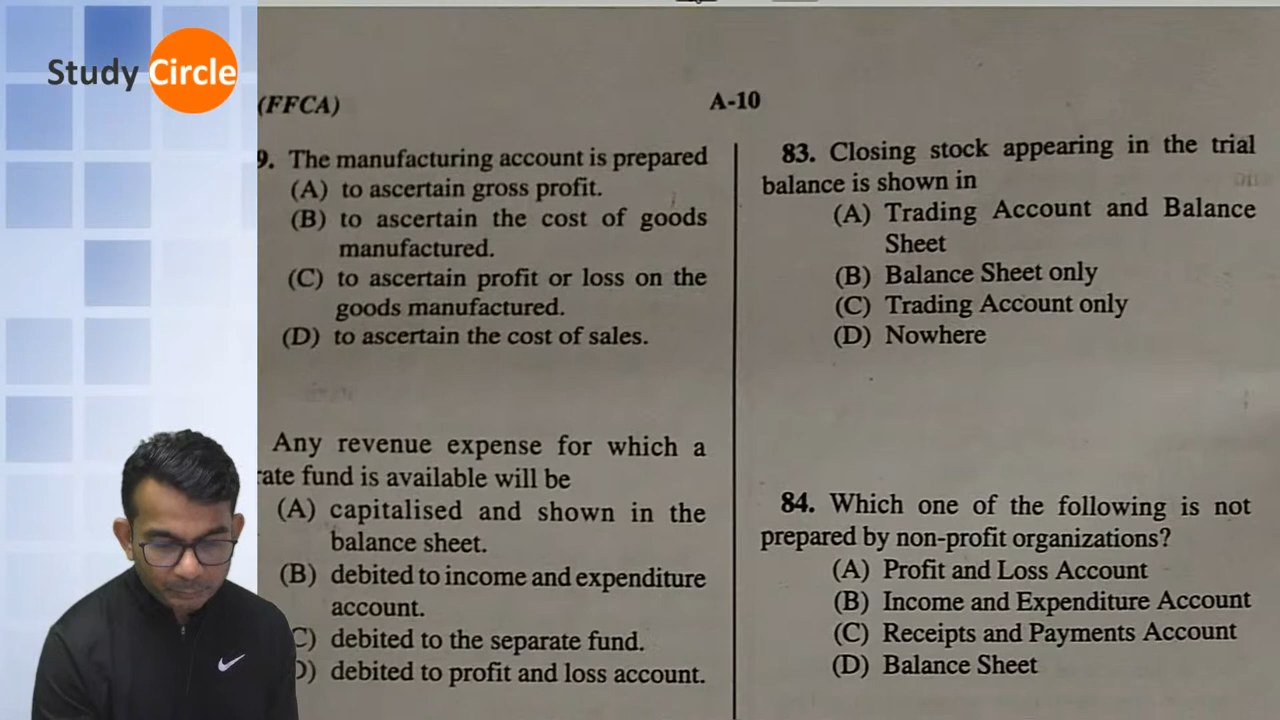 Study Circle
(FFCA)
A-10
9. The manufacturing account is prepared
(A) to ascertain gross profit.
(B) to ascertain the cost of goods
manufactured.
(C) to ascertain profit or loss on the
goods manufactured.
(D) to ascertain the cost of sales.
Any revenue expense for which a
rate fund is available will be
(A) capitalised and shown in the
balance sheet.
(B) debited to income and expenditure
account.
C) debited to the separate fund.
D) debited to profit and loss account.
83. Closing stock appearing in the trial
balance is shown in
(A) Trading Account and Balance
Sheet
(B) Balance Sheet only
(C) Trading Account only
(D) Nowhere
84. Which one of the following is not
prepared by non-profit organizations?
(A) Profit and Loss Account
(B) Income and Expenditure Account
(C) Receipts and Payments Account
(D) Balance Sheet